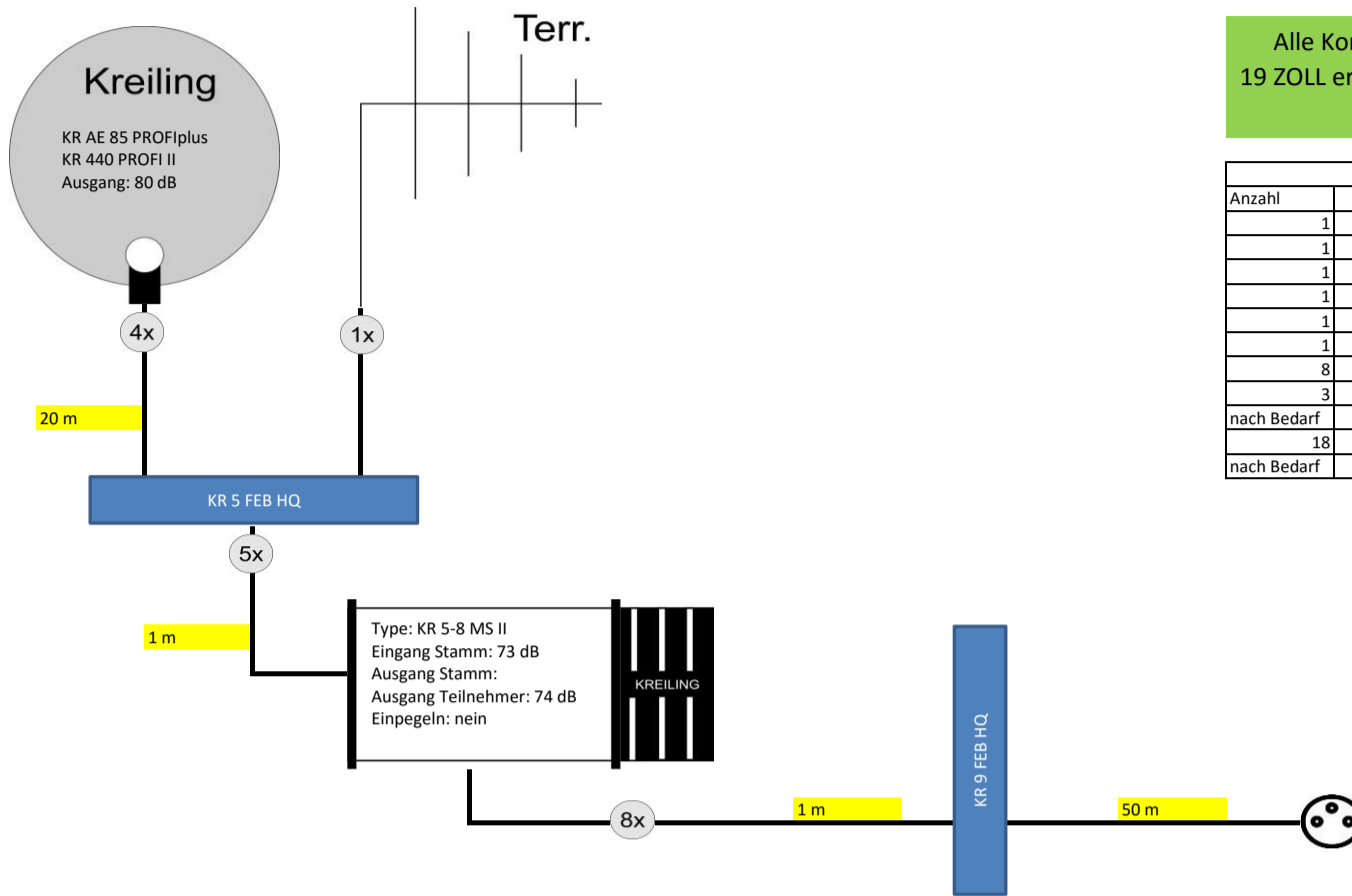 Terr.
Kreiling
KR AE 85 PROFIplus
KR 440 PROFI II
Ausgang: 80 dB
4x
1x
20 m
KR 5 FEB HQ
5x
1 m
Type: KR 5-8 MS II
Eingang Stamm: 73 dB
Ausgang Stamm:
Ausgang Teilnehmer: 74 dB
Einpegeln: nein
KREILING
8x
1 m
KR 9 FEB HQ
50 m
Alle
19 ZOLL
Anzahl
1
1
1
1
1
1
8
3
nach Bedarf
18
nach Bedarf